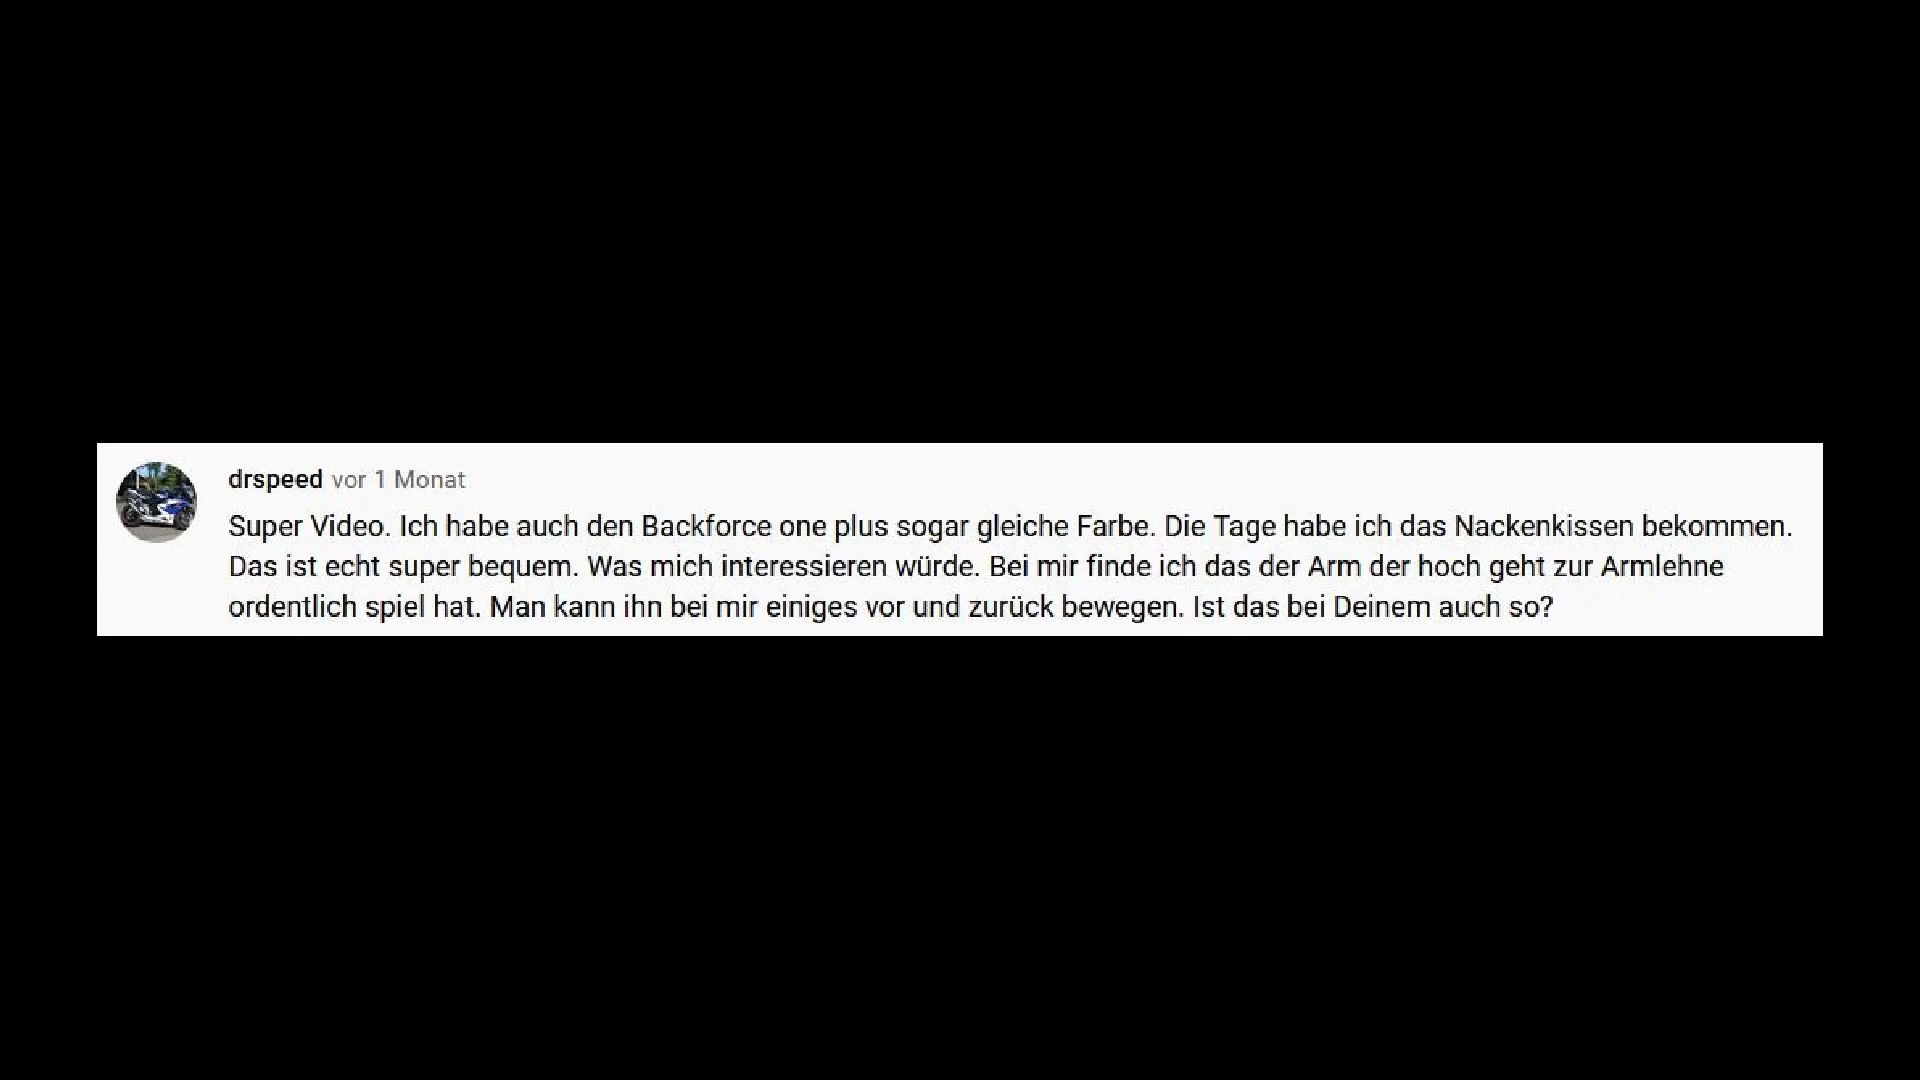 drspeed vor 1 Monat
Super Video. Ich habe auch den Backforce one plus sogar gleiche Farbe. Die Tage habe ich das Nackenkissen bekommen.
Das ist echt super bequem. Was mich interessieren würde. Bei mir finde ich das der Arm der hoch geht zur Armlehne
ordentlich spiel hat. Man kann ihn bei mir einiges vor und zurück bewegen. Ist das bei Deinem auch so?